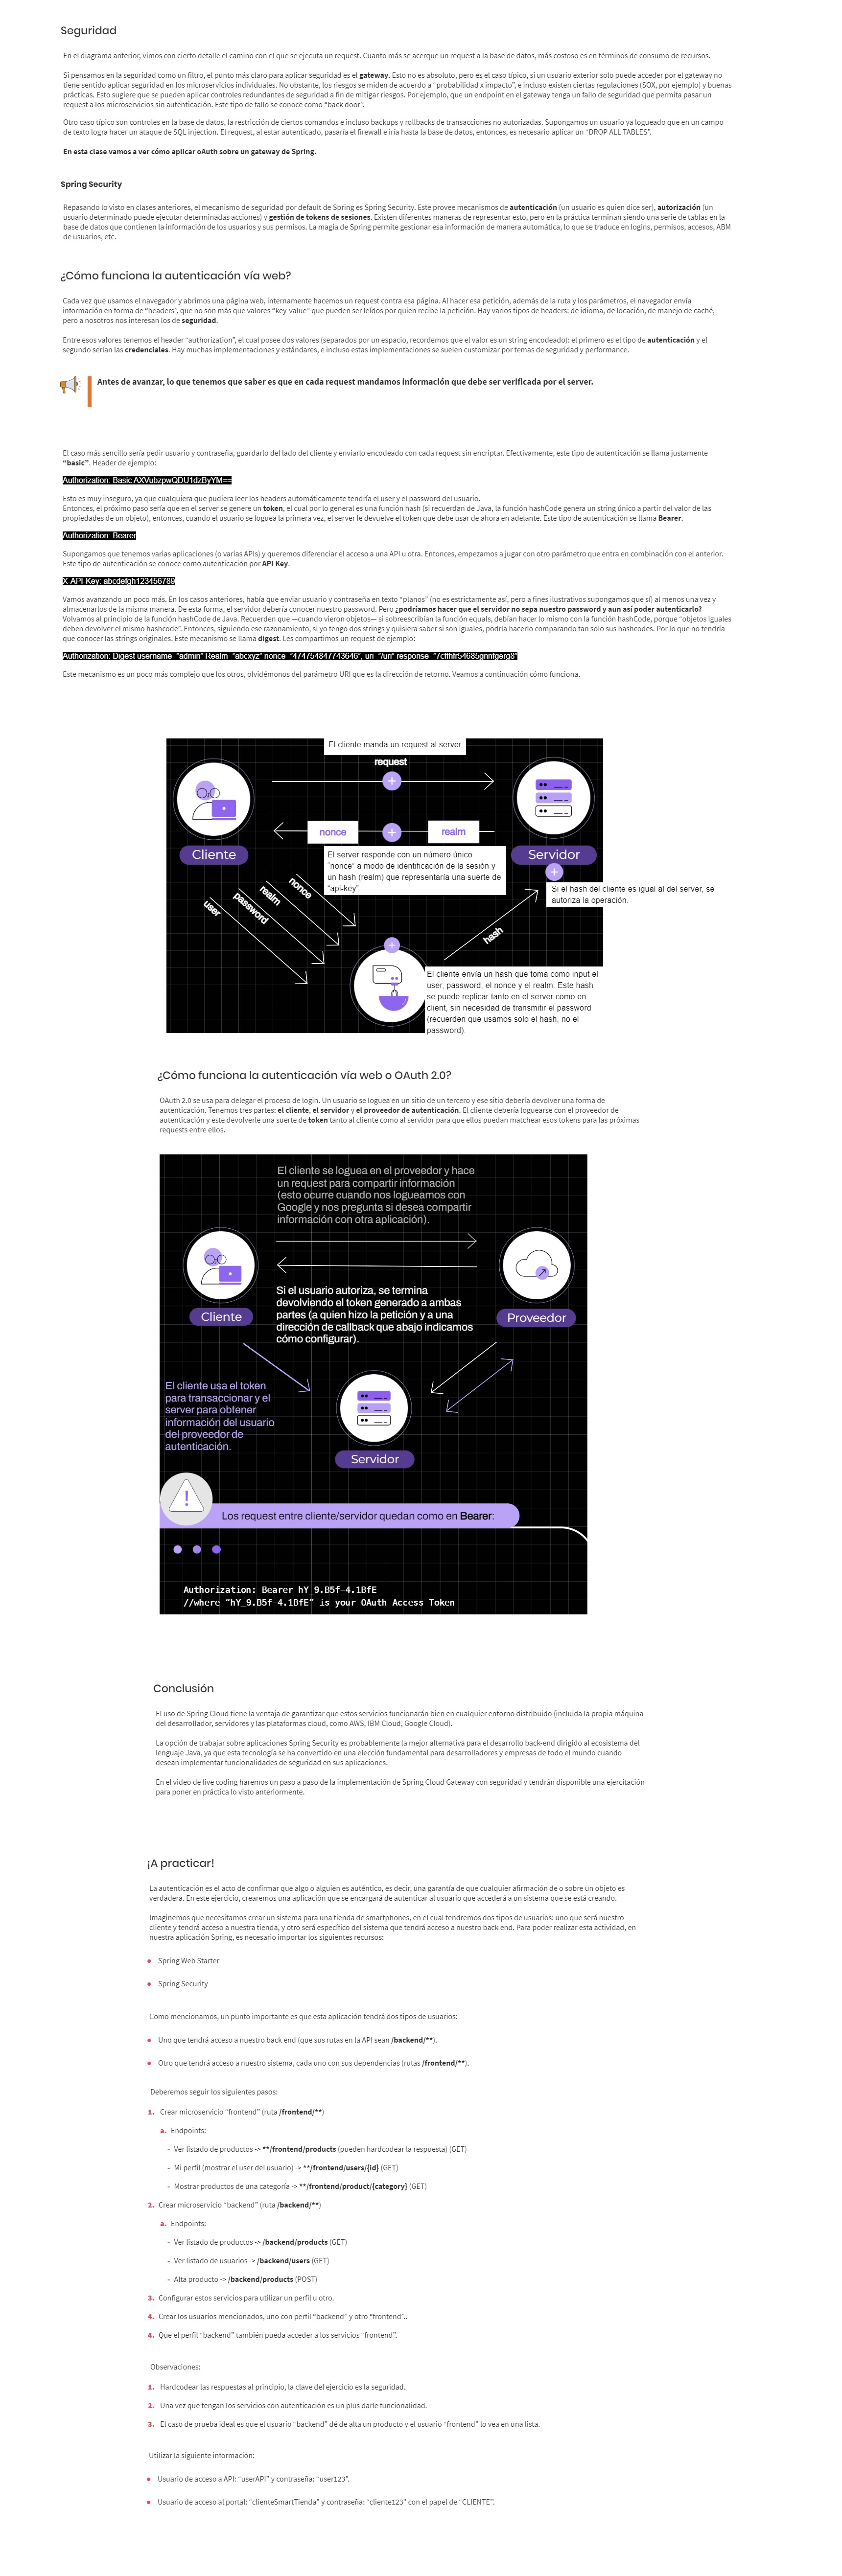 Seguridad
En el diagrama anterior, vimos con cierto detalle el camino con el que se ejecuta un request. Cuanto más se acerque un request a la base de datos, más costoso es en términos de consumo de recursos.
Si pensamos en la seguridad como un filtro, el punto más claro para aplicar seguridad es el gateway. Esto no es absoluto, pero es el caso típico, si un usuario exterior solo puede acceder por el gateway no
tiene sentido aplicar seguridad en los microservicios individuales. No obstante, los riesgos se miden de acuerdo a “probabilidad x impacto”, e incluso existen ciertas regulaciones (SOX, por ejemplo) y buenas
prácticas. Esto sugiere que se pueden aplicar controles redundantes de seguridad a fin de mitigar riesgos. Por ejemplo, que un endpoint en el gateway tenga un fallo de seguridad que permita pasar un
request a los microservicios sin autenticación. Este tipo de fallo se conoce como “back door”.
Otro caso típico son controles en la base de datos, la restricción de ciertos comandos e incluso backups y rollbacks de transacciones no autorizadas. Supongamos un usuario ya logueado que en un campo
de texto logra hacer un ataque de SQL injection. El request, al estar autenticado, pasaría el firewall e iría hasta la base de datos, entonces, es necesario aplicar un “DROP ALL TABLES”.
En esta clase vamos a ver cómo aplicar oAuth sobre un gateway de Spring.
Spring Security
Repasando lo visto en clases anteriores, el mecanismo de seguridad por default de Spring es Spring Security. Este provee mecanismos de autenticación (un usuario es quien dice ser), autorización (un
usuario determinado puede ejecutar determinadas acciones) y gestión de tokens de sesiones. Existen diferentes maneras de representar esto, pero en la práctica terminan siendo una serie de tablas en la
base de datos que contienen la información de los usuarios y sus permisos. La magia de Spring permite gestionar esa información de manera automática, lo que se traduce en logins, permisos, accesos, ABM
de usuarios, etc.
¿Cómo funciona la autenticación vía web?
Cada vez que usamos el navegador y abrimos una página web, internamente hacemos un request contra esa página. Al hacer esa petición, además de la ruta y los parámetros, el navegador envía
información en forma de “headers”, que no son más que valores “key-value” que pueden ser leídos por quien recibe la petición. Hay varios tipos de headers: de idioma, de locación, de manejo de caché,
pero a nosotros nos interesan los de seguridad.
Entre esos valores tenemos el header “authorization”, el cual posee dos valores (separados por un espacio, recordemos que el valor es un string encodeado): el primero es el tipo de autenticación y el
segundo serían las credenciales. Hay muchas implementaciones y estándares, e incluso estas implementaciones se suelen customizar por temas de seguridad y performance.
Antes de avanzar, lo que tenemos que saber es que en cada request mandamos información que debe ser verificada por el server.
El caso más sencillo sería pedir usuario y contraseña, guardarlo del lado del cliente y enviarlo encodeado con cada request sin encriptar. Efectivamente, este tipo de autenticación se llama justamente
“basic”. Header de ejemplo:
Authorization: Basic AXVubzpwQDU1dzByYM==
Esto es muy inseguro, ya que cualquiera que pudiera leer los headers automáticamente tendría el user y el password del usuario.
Entonces, el próximo paso sería que en el server se genere un token, el cual por lo general es una función hash (si recuerdan de Java, la función hashCode genera un string único a partir del valor de las
propiedades de un objeto), entonces, cuando el usuario se loguea la primera vez, el server le devuelve el token que debe usar de ahora en adelante. Este tipo de autenticación se llama Bearer.
Authorization: Bearer
Supongamos que tenemos varias aplicaciones (o varias APIs) y queremos diferenciar el acceso a una API u otra. Entonces, empezamos a jugar con otro parámetro que entra en combinación con el anterior.
Este tipo de autenticación se conoce como autenticación por API Key.
X-API-Key: abcdefgh123456789
Vamos avanzando un poco más. En los casos anteriores, había que enviar usuario y contraseña en texto “planos” (no es estrictamente así, pero a fines ilustrativos supongamos que sí) al menos una vez y
almacenarlos de la misma manera. De esta forma, el servidor debería conocer nuestro password. Pero ¿podríamos hacer que el servidor no sepa nuestro password y aun así poder autenticarlo?
Volvamos al principio de la función hashCode de Java. Recuerden que —cuando vieron objetos— si sobrescribían la función equals, debían hacer lo mismo con la función hashCode, porque “objetos iguales
deben devolver el mismo hashcode”. Entonces, siguiendo ese razonamiento, si yo tengo dos strings y quisiera saber si son iguales, podría hacerlo comparando tan solo sus hashcodes. Por lo que no tendría
que conocer las strings originales. Este mecanismo se llama digest. Les compartimos un request de ejemplo:
Authorization: Digest username="admin" Realm="abcxyz" nonce="474754847743646", uri="/uri" response="7cffhfr54685gnnfgerg8"
Este mecanismo es un poco más complejo que los otros, olvidémonos del parámetro URI que es la dirección de retorno. Veamos a continuación cómo funciona.
El cliente manda un request al server.
request
nonce
realm
Cliente
Servidor
El server responde con un número único
"nonce" a modo de identificación de la sesión y
un hash (realm) que representaría una suerte de
"api-key".
Si el hash del cliente es igual al del server, se
autoriza la operación.
user
password
realm
nonce
hash
El cliente envía un hash que toma como input el
user, password, el nonce y el realm. Este hash
se puede replicar tanto en el server como en
client, sin necesidad de transmitir el password
(recuerden que usamos solo el hash, no el
password).
¿Cómo funciona la autenticación vía web o OAuth 2.0?
OAuth 2.0 se usa para delegar el proceso de login. Un usuario se loguea en un sitio de un tercero y ese sitio debería devolver una forma de
autenticación. Tenemos tres partes: el cliente, el servidor y el proveedor de autenticación. El cliente debería loguearse con el proveedor de
autenticación y este devolverle una suerte de token tanto al cliente como al servidor para que ellos puedan matchear esos tokens para las próximas
requests entre ellos.
El cliente se loguea en el proveedor y hace
un request para compartir información
(esto ocurre cuando nos logueamos con
Google y nos pregunta si desea compartir
información con otra aplicación).
Cliente
Proveedor
Si el usuario autoriza, se termina
devolviendo el token generado a ambas
partes (a quien hizo la petición y a una
dirección de callback que abajo indicamos
cómo configurar).
El cliente usa el token
para transaccionar y el
server para obtener
información del usuario
del proveedor de
autenticación.
Servidor
Los request entre cliente/servidor quedan como en Bearer:
Authorization: Bearer hY_9.B5f-4.1BfE
//where “hY_9.B5f-4.1BfE” is your OAuth Access Token
Conclusión
El uso de Spring Cloud tiene la ventaja de garantizar que estos servicios funcionarán bien en cualquier entorno distribuido (incluida la propia máquina
del desarrollador, servidores y las plataformas cloud, como AWS, IBM Cloud, Google Cloud).
La opción de trabajar sobre aplicaciones Spring Security es probablemente la mejor alternativa para el desarrollo back-end dirigido al ecosistema del
lenguaje Java, ya que esta tecnología se ha convertido en una elección fundamental para desarrolladores y empresas de todo el mundo cuando
desean implementar funcionalidades de seguridad en sus aplicaciones.
En el video de live coding haremos un paso a paso de la implementación de Spring Cloud Gateway con seguridad y tendrán disponible una ejercitación
para poner en práctica lo visto anteriormente.
¡A practicar!
La autenticación es el acto de confirmar que algo o alguien es auténtico, es decir, una garantía de que cualquier afirmación de o sobre un objeto es
verdadera. En este ejercicio, crearemos una aplicación que se encargará de autenticar al usuario que accederá a un sistema que se está creando.
Imaginemos que necesitamos crear un sistema para una tienda de smartphones, en el cual tendremos dos tipos de usuarios: uno que será nuestro
cliente y tendrá acceso a nuestra tienda, y otro será específico del sistema que tendrá acceso a nuestro back end. Para poder realizar esta actividad, en
nuestra aplicación Spring, es necesario importar los siguientes recursos:
Spring Web Starter
Spring Security
Como mencionamos, un punto importante es que esta aplicación tendrá dos tipos de usuarios:
Uno que tendrá acceso a nuestro back end (que sus rutas en la API sean /backend/**).
Otro que tendrá acceso a nuestro sistema, cada uno con sus dependencias (rutas /frontend/**).
Deberemos seguir los siguientes pasos:
1. Crear microservicio “frontend” (ruta /frontend/**)
a. Endpoints:
- Ver listado de productos -> **/frontend/products (pueden hardcodear la respuesta) (GET)
- Mi perfil (mostrar el user del usuario) -> **/frontend/users/{id} (GET)
- Mostrar productos de una categoría -> **/frontend/product/{category} (GET)
2. Crear microservicio “backend” (ruta /backend/**)
a. Endpoints:
- Ver listado de productos -> /backend/products (GET)
- Ver listado de usuarios -> /backend/users (GET)
- Alta producto -> /backend/products (POST)
3. Configurar estos servicios para utilizar un perfil u otro.
4. Crear los usuarios mencionados, uno con perfil “backend” y otro “frontend”..
4. Que el perfil “backend” también pueda acceder a los servicios “frontend”.
Observaciones:
1. Hardcodear las respuestas al principio, la clave del ejercicio es la seguridad.
2. Una vez que tengan los servicios con autenticación es un plus darle funcionalidad.
3. El caso de prueba ideal es que el usuario “backend” dé de alta un producto y el usuario “frontend” lo vea en una lista.
Utilizar la siguiente información:
Usuario de acceso a API: “userAPI” y contraseña: “user123”.
Usuario de acceso al portal: “clienteSmartTienda” y contraseña: “cliente123” con el papel de “CLIENTE”.